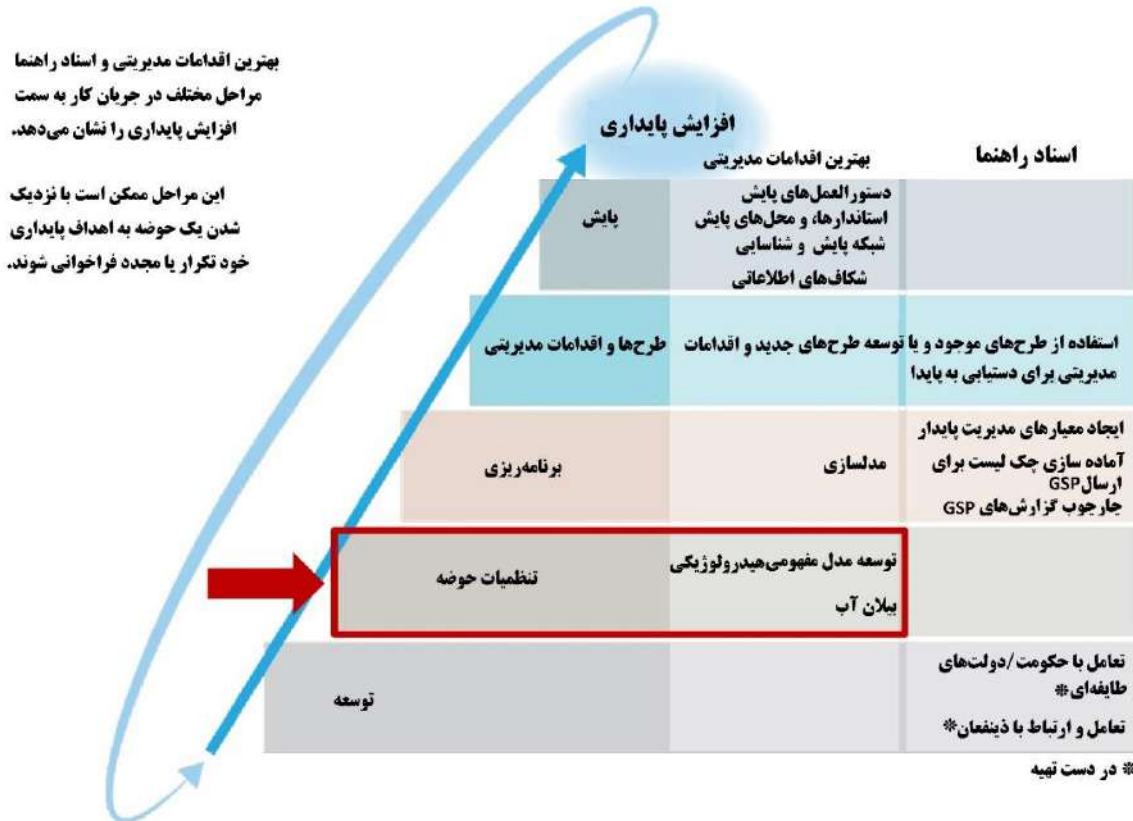 بهترین اقدامات مدیریتی و اسناد راهنما
مراحل مختلف در جریان کار به سمت
افزایش پایداری را نشان می‌دهد.
این مراحل ممکن است با نزدیک
شدن یک حوضه به اهداف پایداری
خود تکرار یا مجدد فراخوانی شوند.
افزایش پایداری
اسناد راهنما
بهترین اقدامات مدیریتی
پایش
دستورالعمل‌های پایش
استاندارها، و محل‌های پایش
شبکه پایش و شناسایی
شکاف‌های اطلاعاتی
طرح‌ها و اقدامات مدیریتی
استفاده از طرح‌های موجود و یا توسعه طرح‌های جدید و اقدامات
مدیریتی برای دستیابی به پایدا
برنامه‌ریزی
مدلسازی
ایجاد معیارهای مدیریت پایدار
آماده سازی چک لیست برای
ارسال GSP
چارچوب گزارش‌های GSP
تنظمیات حوضه
توسعه مدل مفهومی‌هیدرولوژیکی
بیلان آب
توسعه
تعامل با حکومت/دولت‌های
طایفه‌ای*
تعامل و ارتباط با ذینفعان*
* در دست تهیه